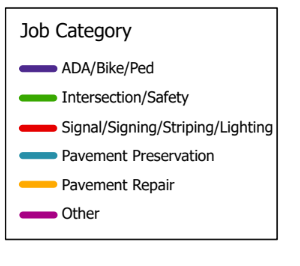 Job Category
ADA/Bike/Ped
Intersection/Safety
Signal/Signing/Striping/Lighting
Pavement Preservation
Pavement Repair
Other